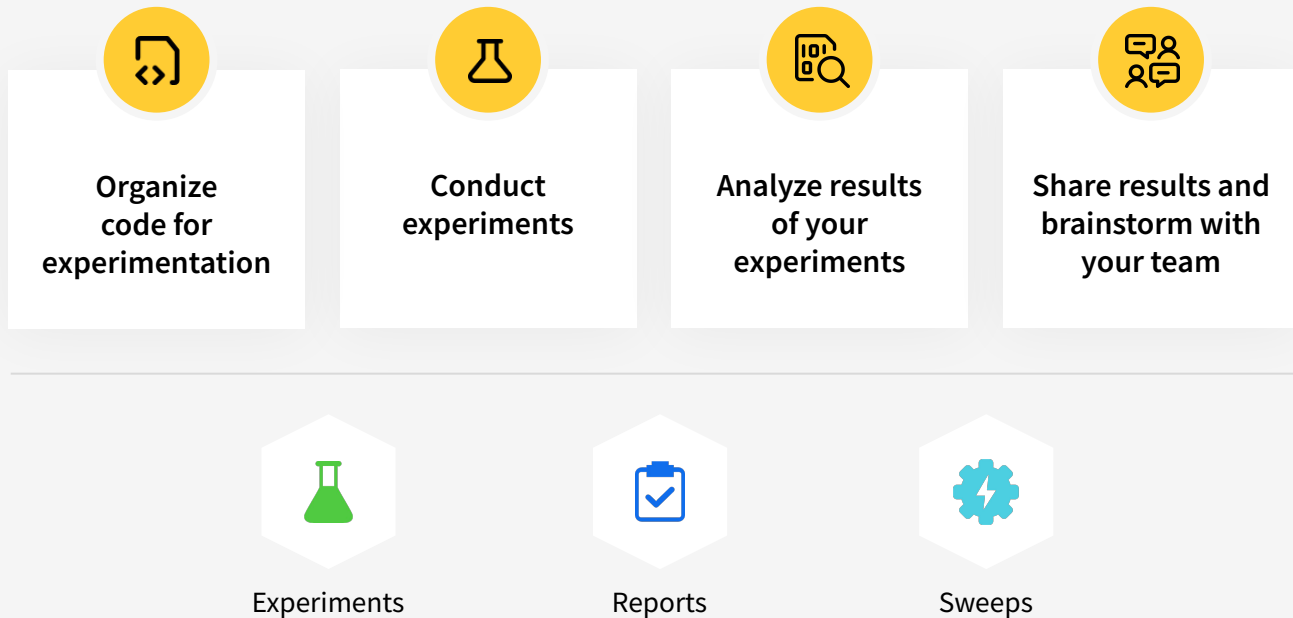 Organize
code for
experimentation
Conduct
experiments
Analyze results
of your
experiments
Share results and
brainstorm with
your team
Experiments
Reports
Sweeps